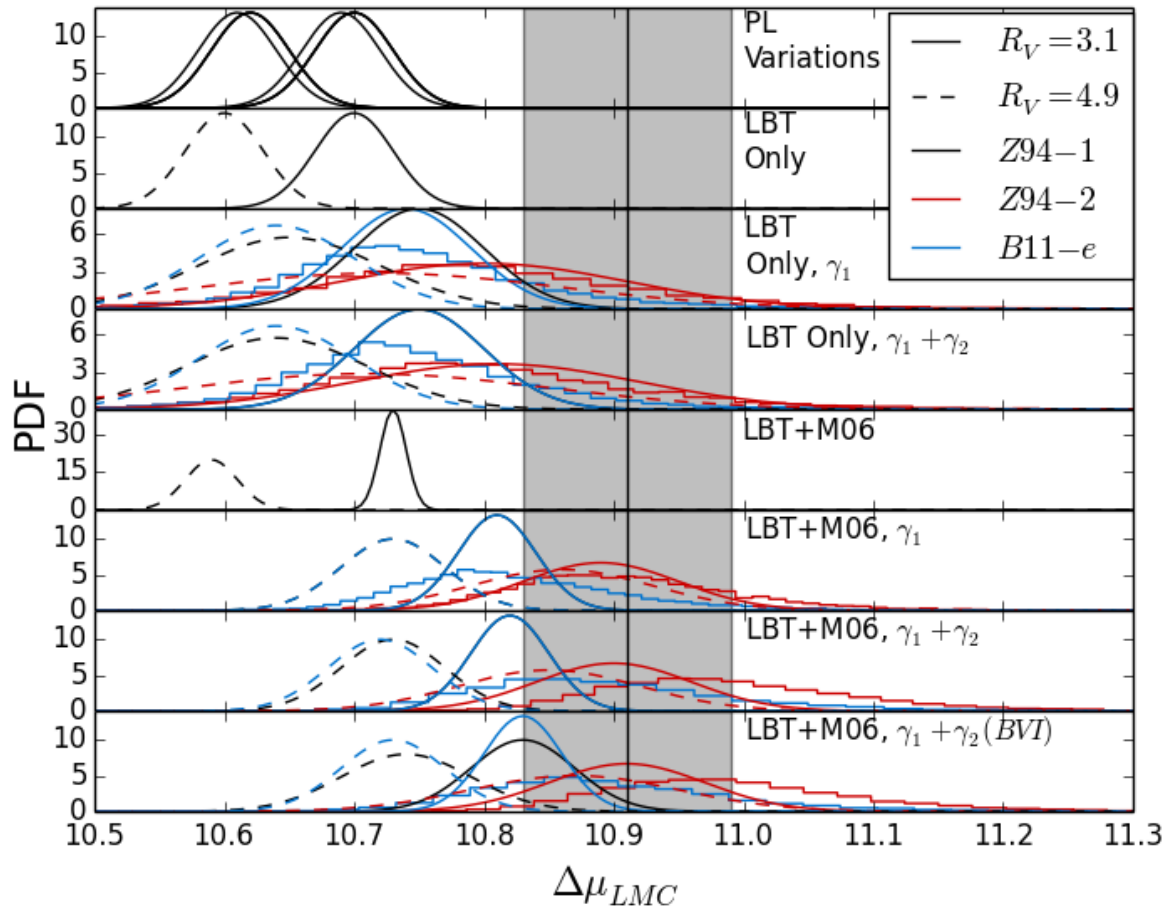 PDF
10
5
0
PL
Variations
10
5
0
LBT
Only
6
3
0
LBT
Only, γ₁
6
3
0
LBT Only, γ₁ + γ₂
30
15
0
LBT+M06
10
5
0
LBT+M06, γ₁
10
5
0
LBT+M06, γ₁ + γ₂
10
5
0
LBT+M06, γ₁ + γ₂(BVI)
R_V = 3.1
R_V = 4.9
Z94−1
Z94−2
B11−e
10.5 10.6 10.7 10.8 10.9 11.0 11.1 11.2 11.3
Δμ_LMC